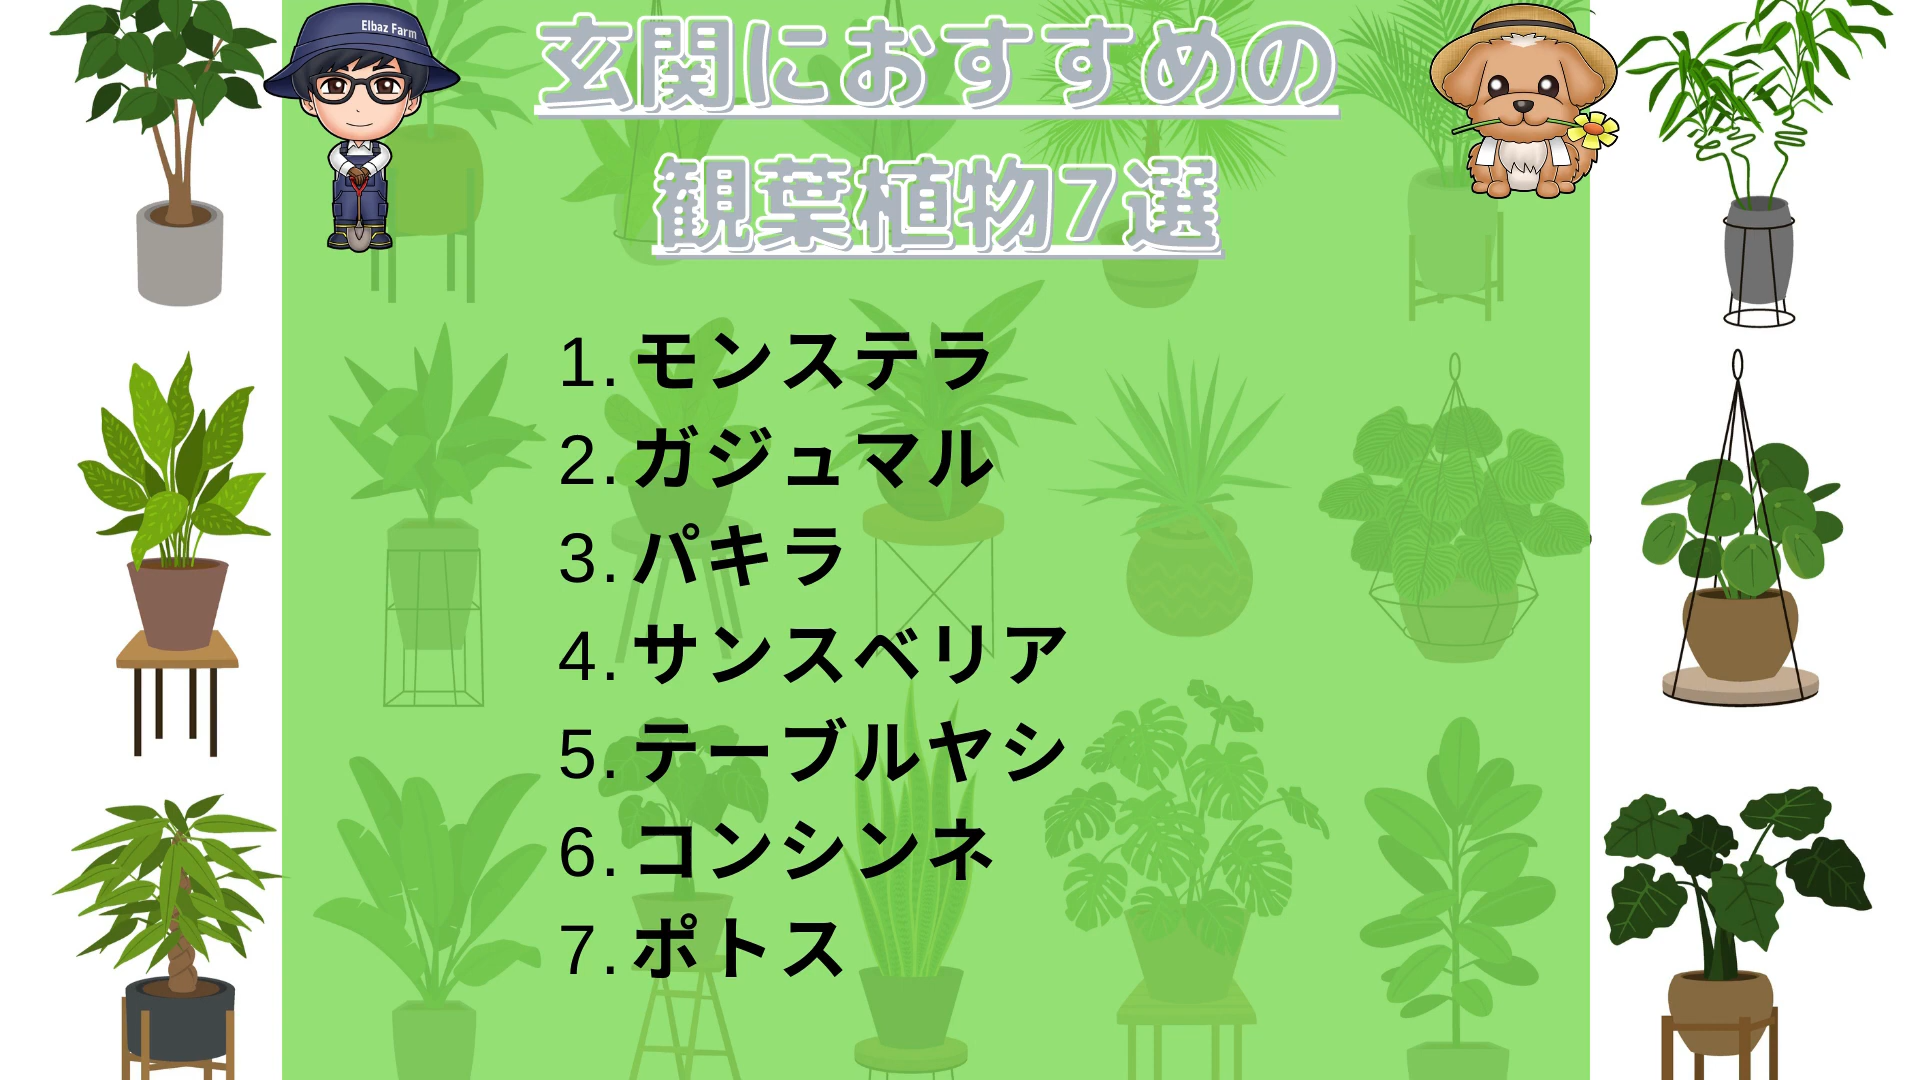 Elbaz Farm
玄関におすすめの
観葉植物7選
1. モンステラ
2. ガジュマル
3. パキラ
4. サンスベリア
5. テーブルヤシ
6. コンシンネ
7. ポトス